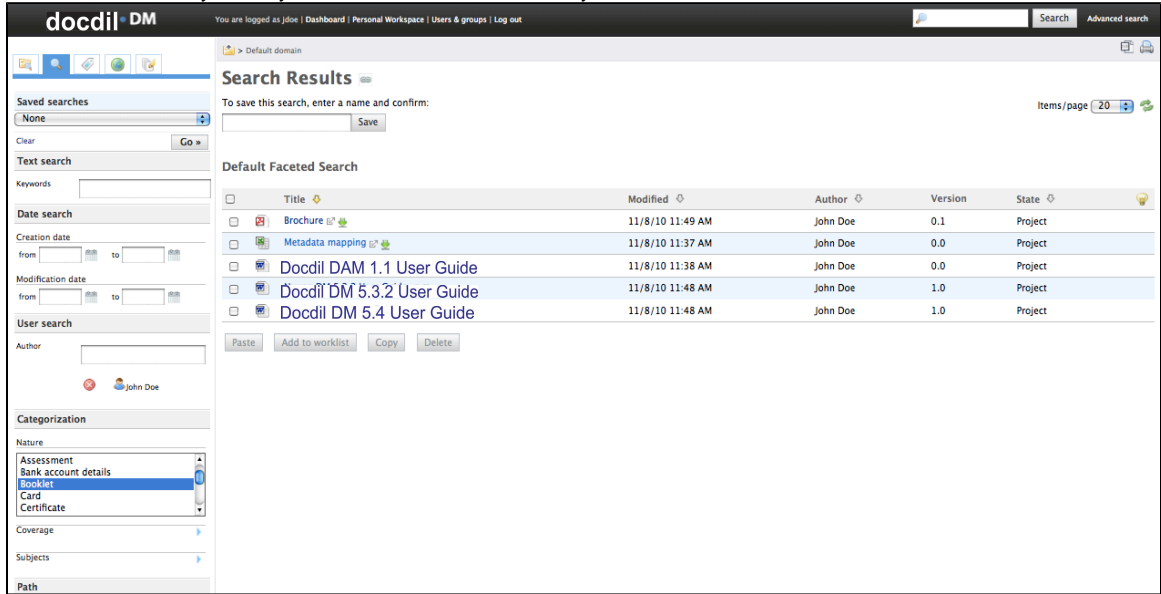 docdil DM
You are logged as jdoe | Dashboard | Personal Workspace | Users & groups | Log out
Search Advanced search
> Default domain
Search Results
Saved searches
None
Clear Go »
Text search
Keywords
Date search
Creation date
from to
Modification date
from to
User search
Author
John Doe
Categorization
Nature
Assessment
Bank account details
Booklet
Card
Certificate
Coverage
Subjects
Path
To save this search, enter a name and confirm:
Save
Items/page 20
Default Faceted Search
Title Modified Author Version State
Brochure 11/8/10 11:49 AM John Doe 0.1 Project
Metadata mapping 11/8/10 11:37 AM John Doe 0.0 Project
Docdil DAM 1.1 User Guide 11/8/10 11:38 AM John Doe 0.0 Project
Docdil DM 5.3.2 User Guide 11/8/10 11:48 AM John Doe 1.0 Project
Docdil DM 5.4 User Guide 11/8/10 11:48 AM John Doe 1.0 Project
Paste Add to worklist Copy Delete